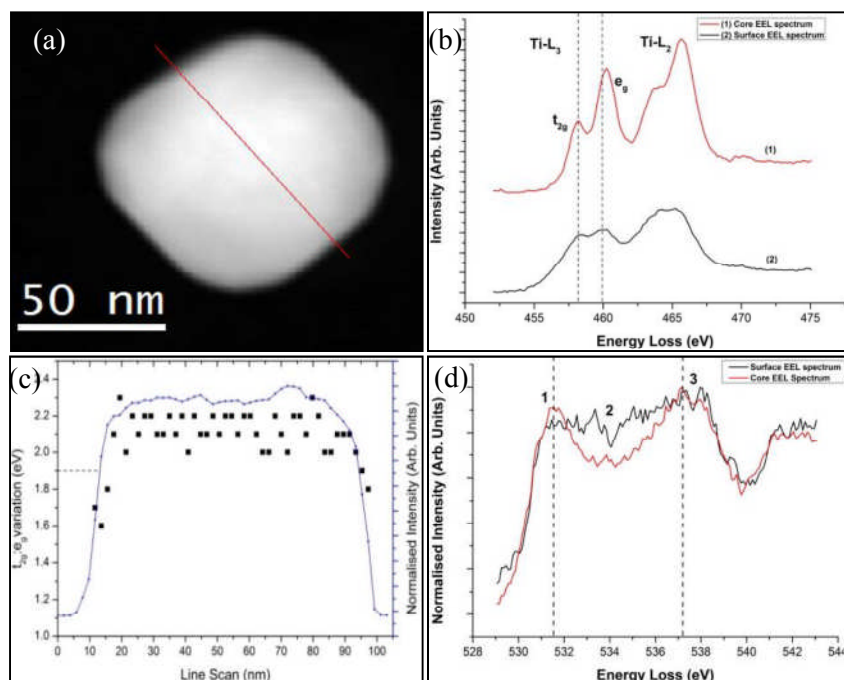 (a)
50 nm
(b)
(1) Core EEL spectrum
(2) Surface EEL spectrum
Ti-L₃
Ti-L₂
e_g
t₂g
(1)
(2)
Intensity (Arb. Units)
450 455 460 465 470 475
Energy Loss (eV)
(c)
t₂g:e_g variation (eV)
2.4
2.2
2.0
1.8
1.6
1.4
1.2
1.0
Normalised Intensity (Arb. Units)
0 10 20 30 40 50 60 70 80 90 100
Line Scan (nm)
(d)
Surface EEL spectrum
Core EEL Spectrum
1
2
3
Normalised Intensity (Arb. Units)
528 530 532 534 536 538 540 542 544
Energy Loss (eV)